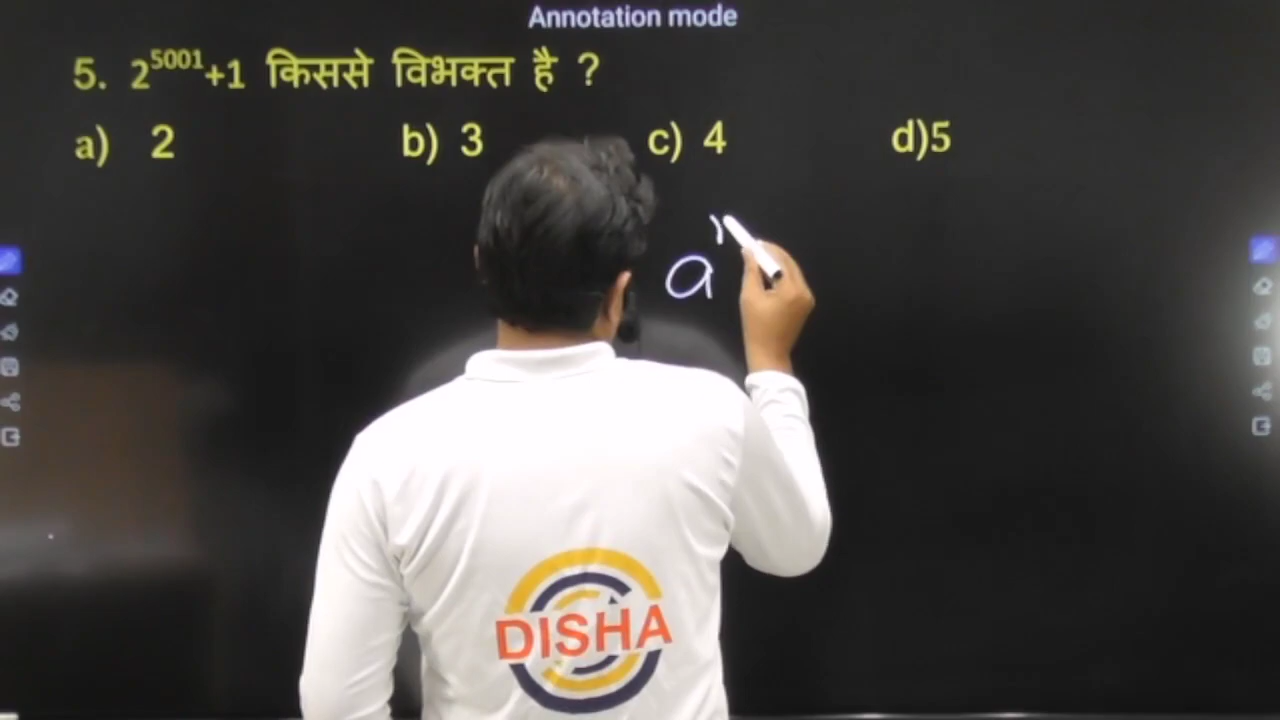 Annotation mode
5. 2^5001+1 किससे विभक्त है ?
a) 2 b) 3 c) 4 d)5
a
DISHA